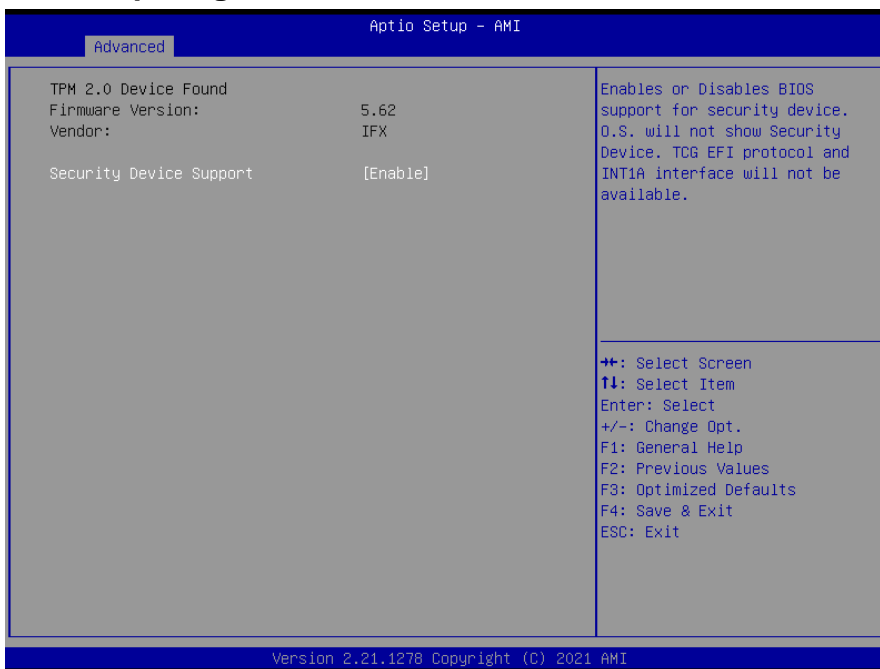 Aptio Setup - AMI
Advanced
TPM 2.0 Device Found
Firmware Version: 5.62
Vendor: IFX
Security Device Support [Enable]
Enables or Disables BIOS
support for security device.
O.S. will not show Security
Device. TCG EFI protocol and
INT1A interface will not be
available.
→←: Select Screen
↑↓: Select Item
Enter: Select
+/-: Change Opt.
F1: General Help
F2: Previous Values
F3: Optimized Defaults
F4: Save & Exit
ESC: Exit
Version 2.21.1278 Copyright (C) 2021 AMI